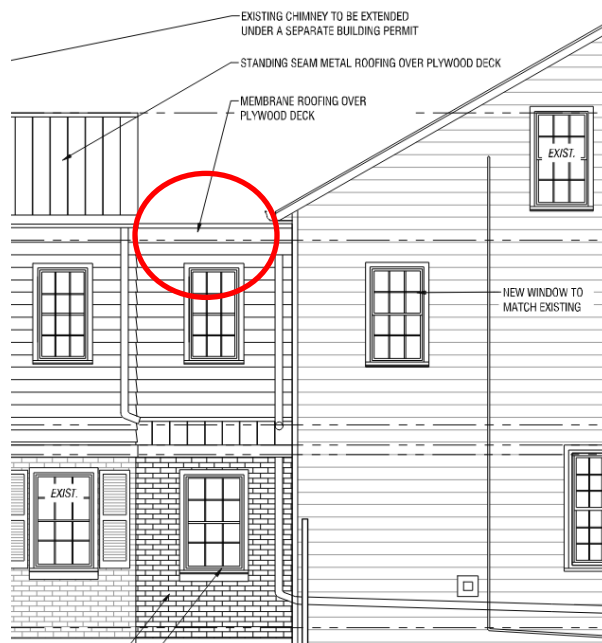 EXISTING CHIMNEY TO BE EXTENDED
UNDER A SEPARATE BUILDING PERMIT
STANDING SEAM METAL ROOFING OVER PLYWOOD DECK
MEMBRANE ROOFING OVER
PLYWOOD DECK
EXIST.
NEW WINDOW TO
MATCH EXISTING
EXIST.